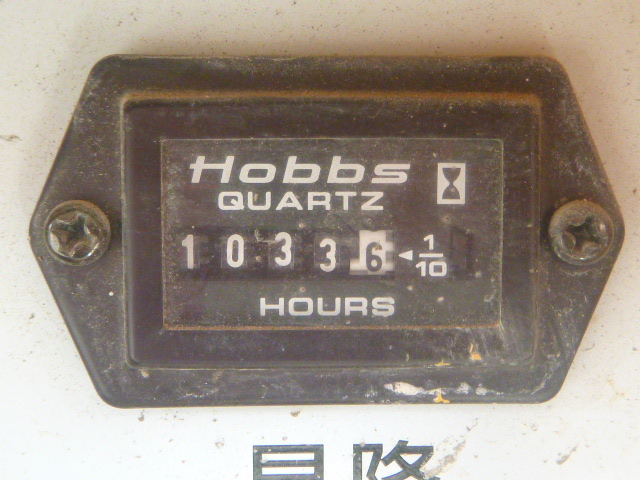 Hobbs
QUARTZ
10336 ◄ 1/10
HOURS